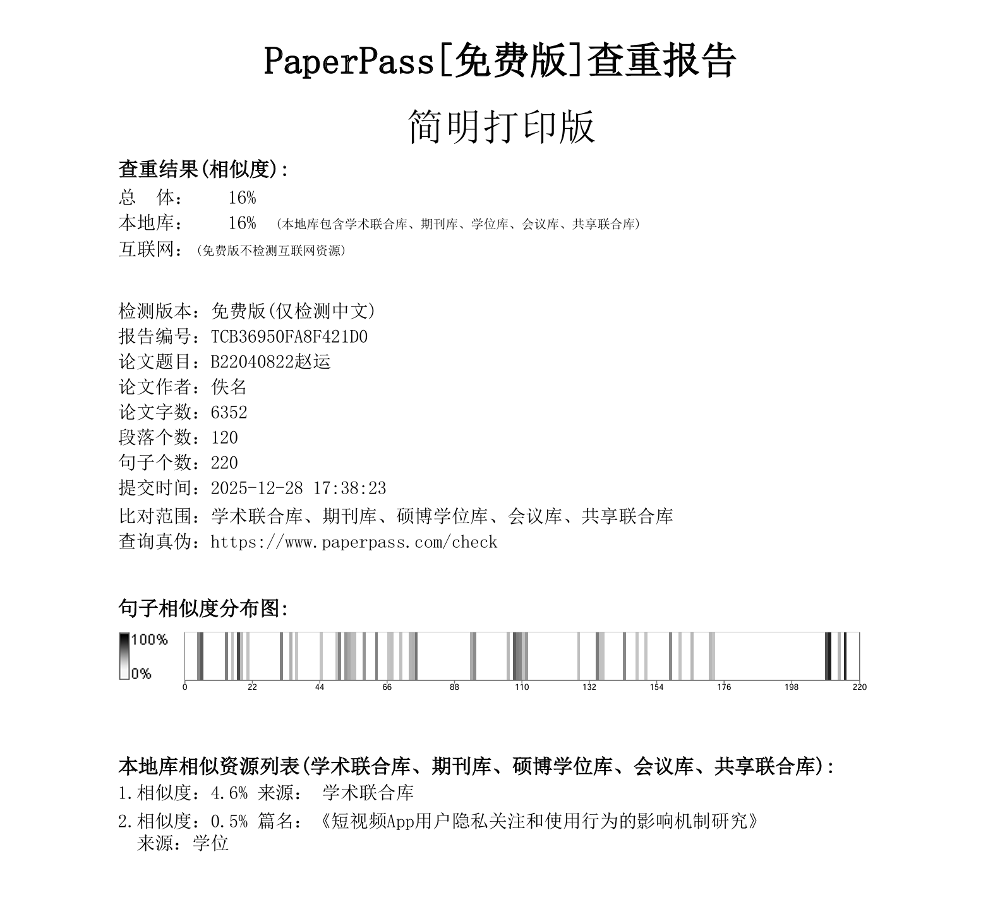 PaperPass[免费版]查重报告
简明打印版
查重结果(相似度):
总　体： 16%
本地库： 16% (本地库包含学术联合库、期刊库、学位库、会议库、共享联合库)
互联网：(免费版不检测互联网资源)
检测版本：免费版(仅检测中文)
报告编号：TCB36950FA8F421D0
论文题目：B22040822赵运
论文作者：佚名
论文字数：6352
段落个数：120
句子个数：220
提交时间：2025-12-28 17:38:23
比对范围：学术联合库、期刊库、硕博学位库、会议库、共享联合库
查询真伪：https://www.paperpass.com/check
句子相似度分布图:
100%
0%
0 22 44 66 88 110 132 154 176 198 220
本地库相似资源列表(学术联合库、期刊库、硕博学位库、会议库、共享联合库):
1.相似度：4.6% 来源： 学术联合库
2.相似度：0.5% 篇名：《短视频App用户隐私关注和使用行为的影响机制研究》
来源：学位